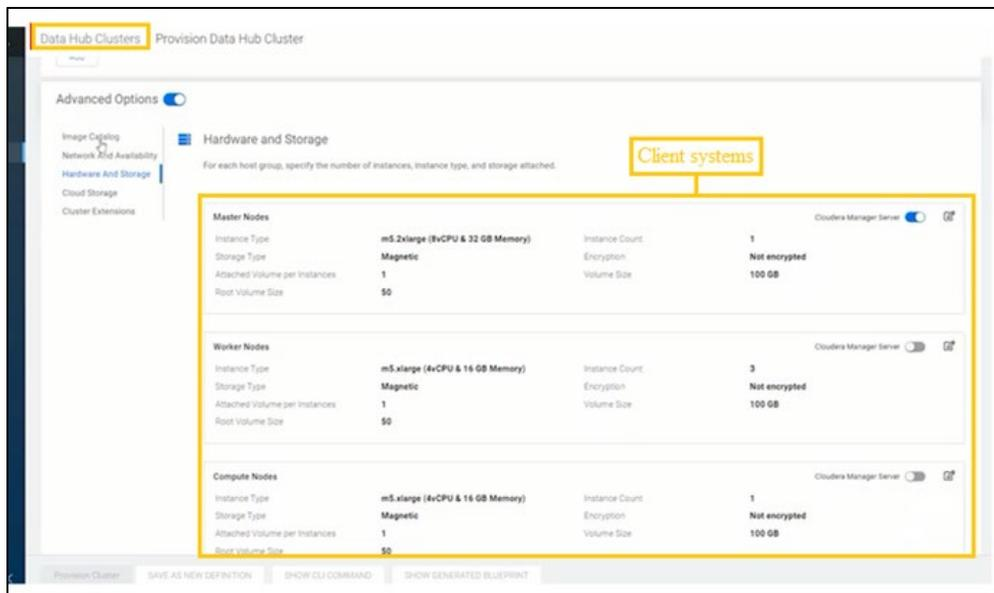 Data Hub Clusters Provision Data Hub Cluster
Advanced Options
Image Catalog
Network And Availability
Hardware And Storage
Cloud Storage
Cluster Extensions
Hardware and Storage
For each host group, specify the number of instances, instance type, and storage attached.
Client systems
Master Nodes Cloudera Manager Server
Instance Type m5.2xlarge (8vCPU & 32 GB Memory) Instance Count 1
Storage Type Magnetic Encryption Not encrypted
Attached Volume per Instances 1 Volume Size 100 GB
Root Volume Size 50
Worker Nodes Cloudera Manager Server
Instance Type m5.xlarge (4vCPU & 16 GB Memory) Instance Count 3
Storage Type Magnetic Encryption Not encrypted
Attached Volume per Instances 1 Volume Size 100 GB
Root Volume Size 50
Compute Nodes Cloudera Manager Server
Instance Type m5.xlarge (4vCPU & 16 GB Memory) Instance Count 1
Storage Type Magnetic Encryption Not encrypted
Attached Volume per Instances 1 Volume Size 100 GB
Root Volume Size 50
Provision Cluster SAVE AS NEW DEFINITION SHOW CLI COMMAND SHOW GENERATED BLUEPRINT